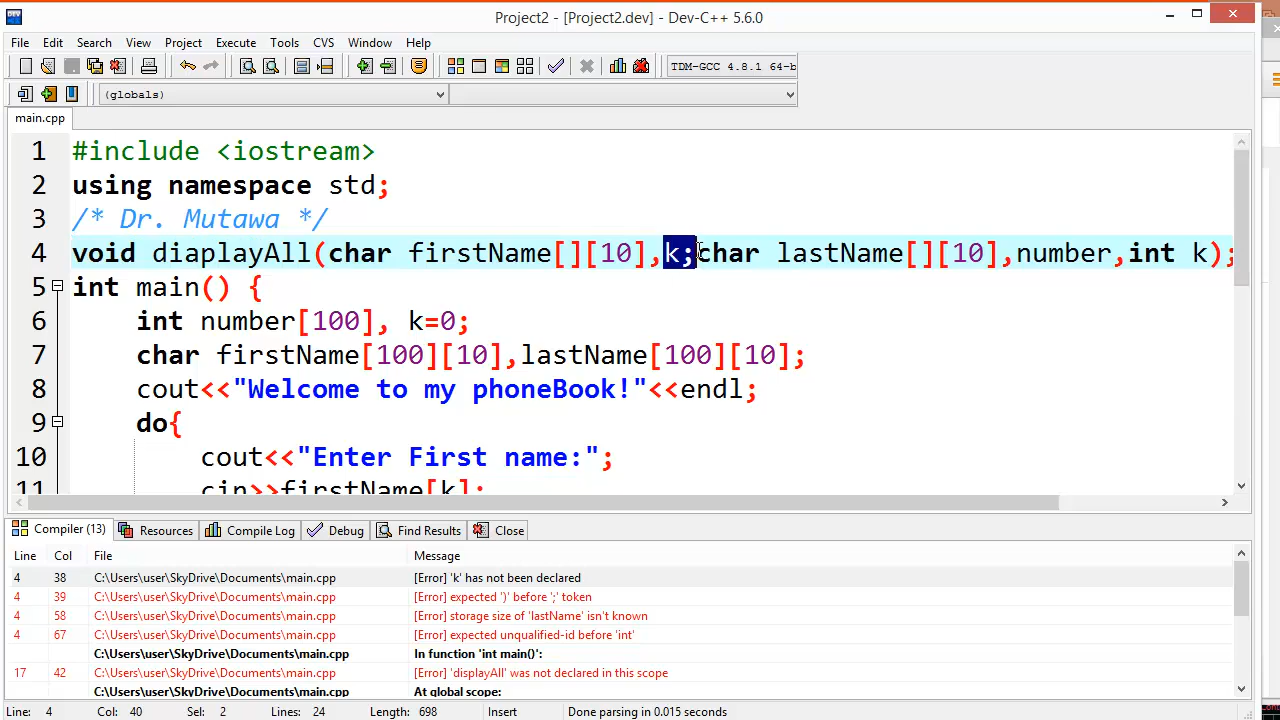 Project2 - [Project2.dev] - Dev-C++ 5.6.0
File Edit Search View Project Execute Tools CVS Window Help
TDM-GCC 4.8.1 64-b
(globals)
main.cpp
1 #include <iostream>
2 using namespace std;
3 /* Dr. Mutawa */
4 void diaplayAll(char firstName[][10],k;char lastName[][10],number,int k);
5 int main() {
6 int number[100], k=0;
7 char firstName[100][10],lastName[100][10];
8 cout<<"Welcome to my phoneBook!"<<endl;
9 do{
10 cout<<"Enter First name:";
11 cin>>firstName[k];
Compiler (13) Resources Compile Log Debug Find Results Close
Line Col File Message
4 38 C:\Users\user\SkyDrive\Documents\main.cpp [Error] 'k' has not been declared
4 39 C:\Users\user\SkyDrive\Documents\main.cpp [Error] expected ')' before ';' token
4 58 C:\Users\user\SkyDrive\Documents\main.cpp [Error] storage size of 'lastName' isn't known
4 67 C:\Users\user\SkyDrive\Documents\main.cpp [Error] expected unqualified-id before 'int'
C:\Users\user\SkyDrive\Documents\main.cpp In function 'int main()':
17 42 C:\Users\user\SkyDrive\Documents\main.cpp [Error] 'displayAll' was not declared in this scope
C:\Users\user\SkyDrive\Documents\main.cpp At global scope:
Line: 4 Col: 40 Sel: 2 Lines: 24 Length: 698 Insert Done parsing in 0.015 seconds